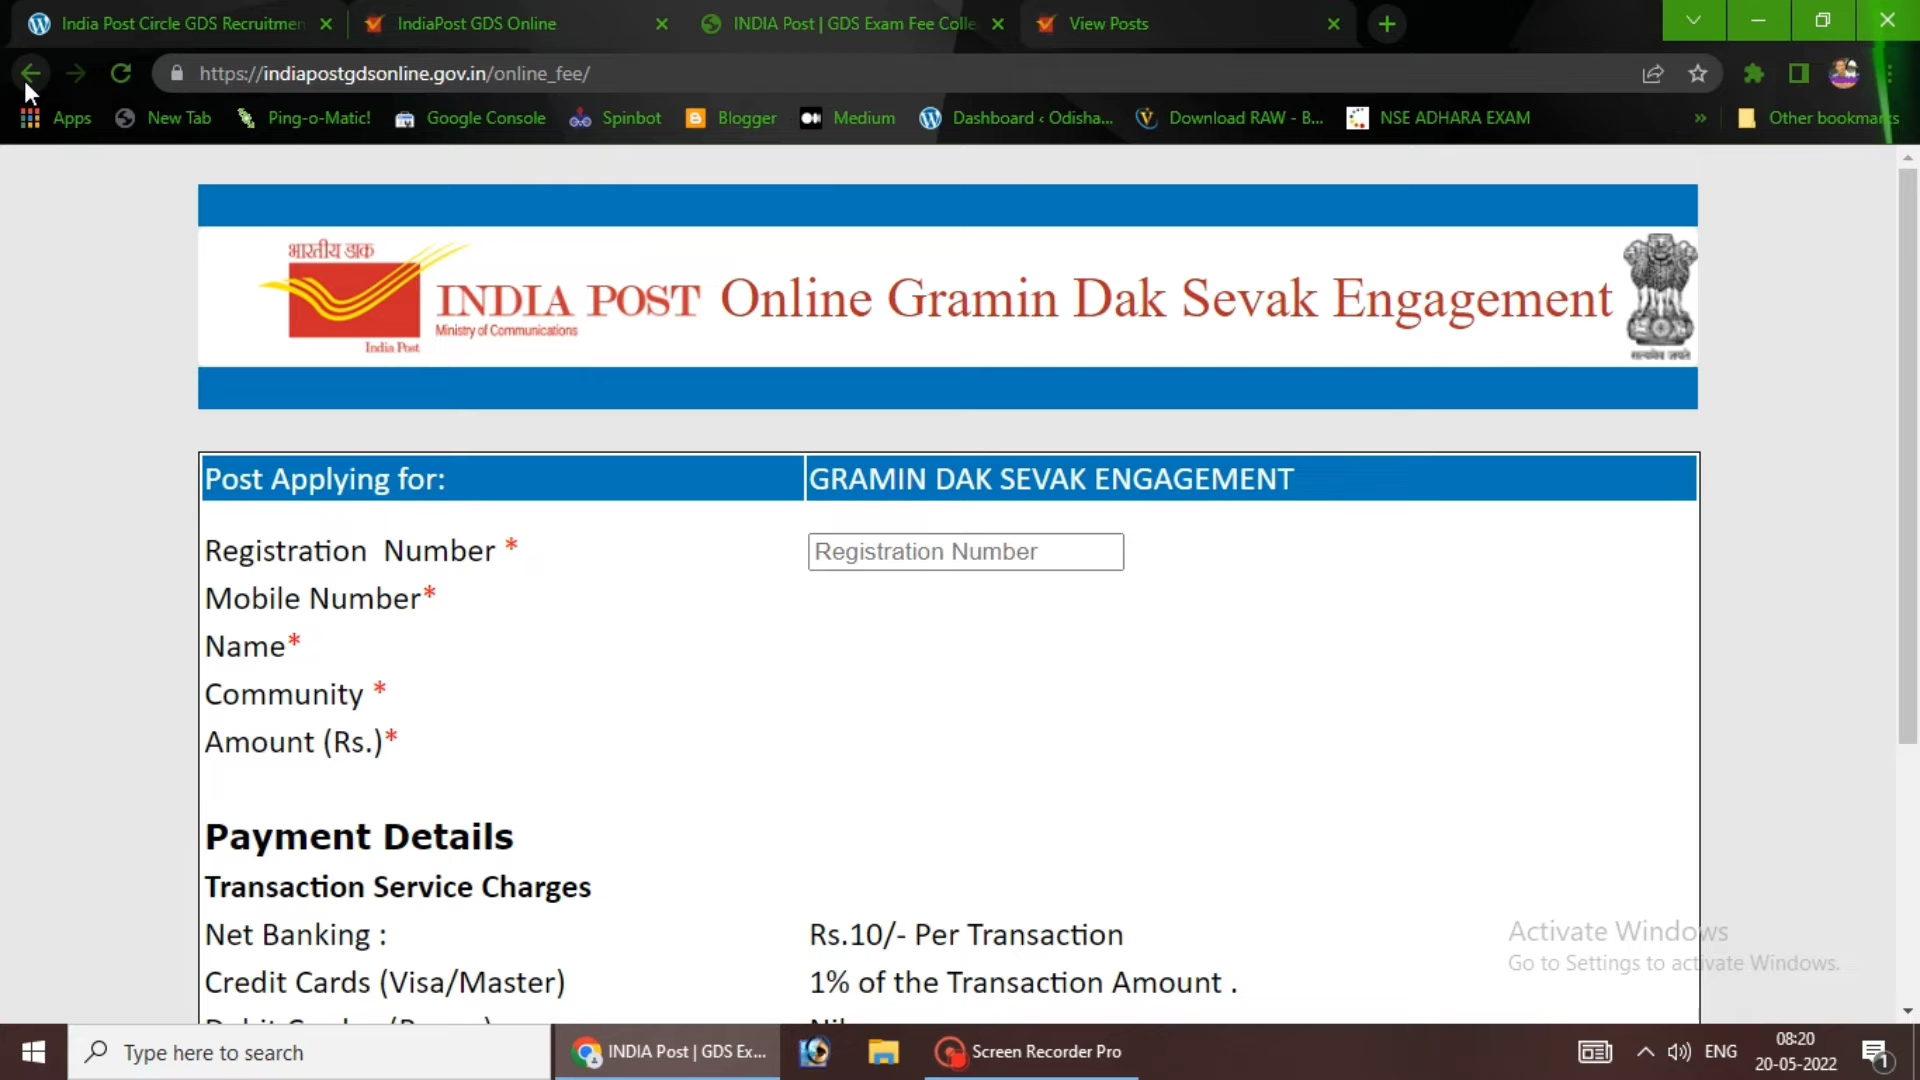 India Post Circle GDS Recruitmen
IndiaPost GDS Online
INDIA Post | GDS Exam Fee Colle
View Posts
https://indiapostgdsonline.gov.in/online_fee/
Apps
New Tab
Ping-o-Matic!
Google Console
Spinbot
Blogger
Medium
Dashboard ‹ Odisha...
Download RAW - B...
NSE ADHARA EXAM
»
Other bookmarks
भारतीय डाक
India Post
INDIA POST
Ministry of Communications
Online Gramin Dak Sevak Engagement
सत्यमेव जयते
Post Applying for:
GRAMIN DAK SEVAK ENGAGEMENT
Registration Number *
Registration Number
Mobile Number*
Name*
Community *
Amount (Rs.)*
Payment Details
Transaction Service Charges
Net Banking :
Rs.10/- Per Transaction
Credit Cards (Visa/Master)
1% of the Transaction Amount .
Activate Windows
Go to Settings to activate Windows.
Type here to search
INDIA Post | GDS Ex...
Screen Recorder Pro
ENG
08:20
20-05-2022
1